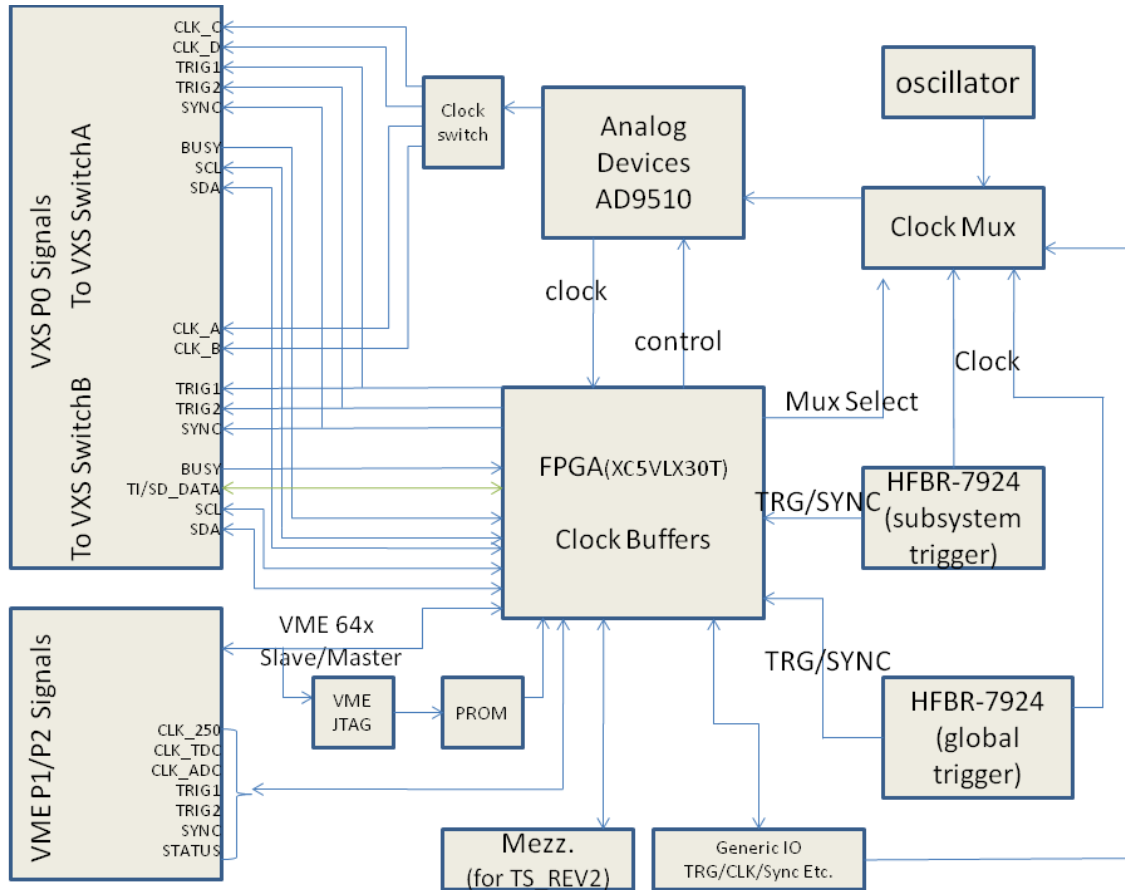 CLK_C
CLK_D
TRIG1
TRIG2
SYNC
BUSY
SCL
SDA
VXS P0 Signals
To VXS SwitchA
To VXS SwitchB
CLK_A
CLK_B
TRIG1
TRIG2
SYNC
BUSY
TI/SD_DATA
SCL
SDA
Clock
switch
Analog
Devices
AD9510
oscillator
Clock Mux
clock
control
Clock
Mux Select
FPGA(XC5VLX30T)
Clock Buffers
TRG/SYNC
HFBR-7924
(subsystem
trigger)
TRG/SYNC
HFBR-7924
(global
trigger)
VME 64x
Slave/Master
VME
JTAG
PROM
VME P1/P2 Signals
CLK_250
CLK_TDC
CLK_ADC
TRIG1
TRIG2
SYNC
STATUS
Mezz.
(for TS_REV2)
Generic IO
TRG/CLK/Sync Etc.